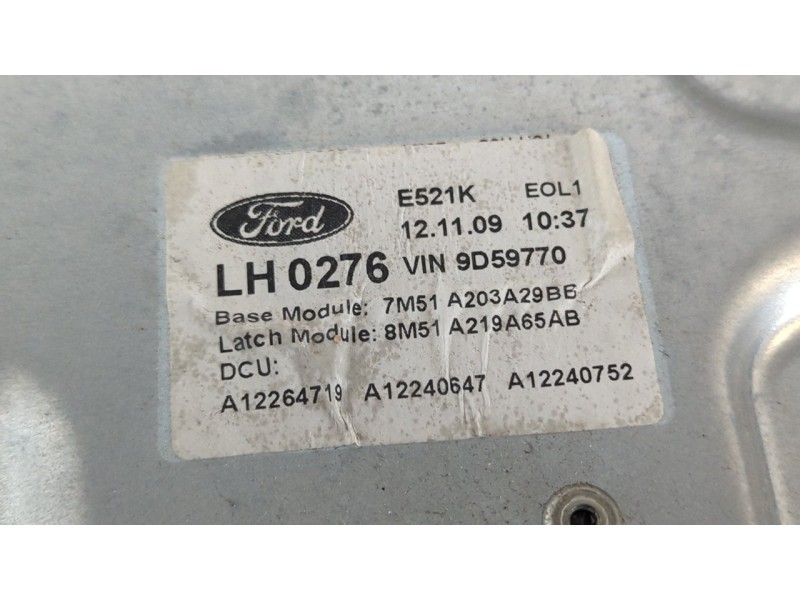 Ford
E521K EOL1
12.11.09 10:37
LH 0276 VIN 9D59770
Base Module: 7M51 A203A29BB
Latch Module: 8M51 A219A65AB
DCU:
A12264719 A12240647 A12240752